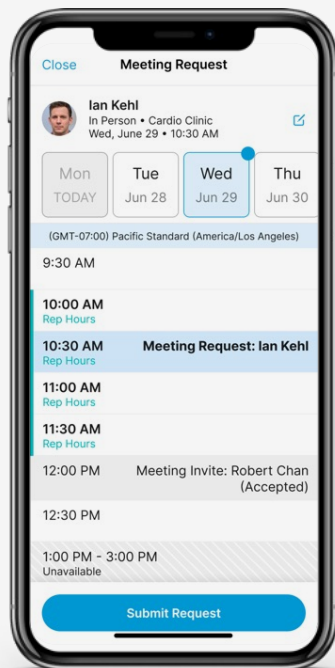 Close
Meeting Request
Ian Kehl
In Person • Cardio Clinic
Wed, June 29 • 10:30 AM
Mon
TODAY
Tue
Jun 28
Wed
Jun 29
Thu
Jun 30
(GMT-07:00) Pacific Standard (America/Los Angeles)
9:30 AM
10:00 AM
Rep Hours
10:30 AM
Meeting Request: Ian Kehl
Rep Hours
11:00 AM
Rep Hours
11:30 AM
Rep Hours
12:00 PM
Meeting Invite: Robert Chan
(Accepted)
12:30 PM
1:00 PM - 3:00 PM
Unavailable
Submit Request